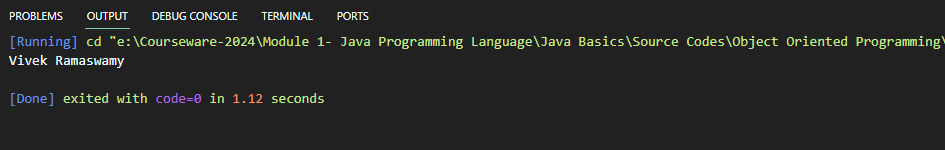 PROBLEMS OUTPUT DEBUG CONSOLE TERMINAL PORTS
[Running] cd "e:\Courseware-2024\Module 1- Java Programming Language\Java Basics\Source Codes\Object Oriented Programming\
Vivek Ramaswamy
[Done] exited with code=0 in 1.12 seconds